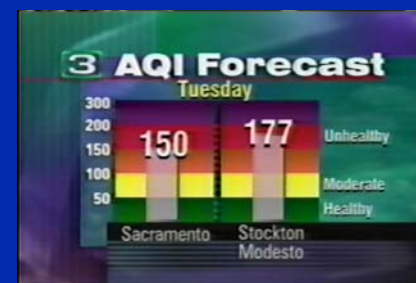 3 AQI Forecast
Tuesday
300
200
150
100
50
150
177
Unhealthy
Moderate
Healthy
Sacramento
Stockton
Modesto